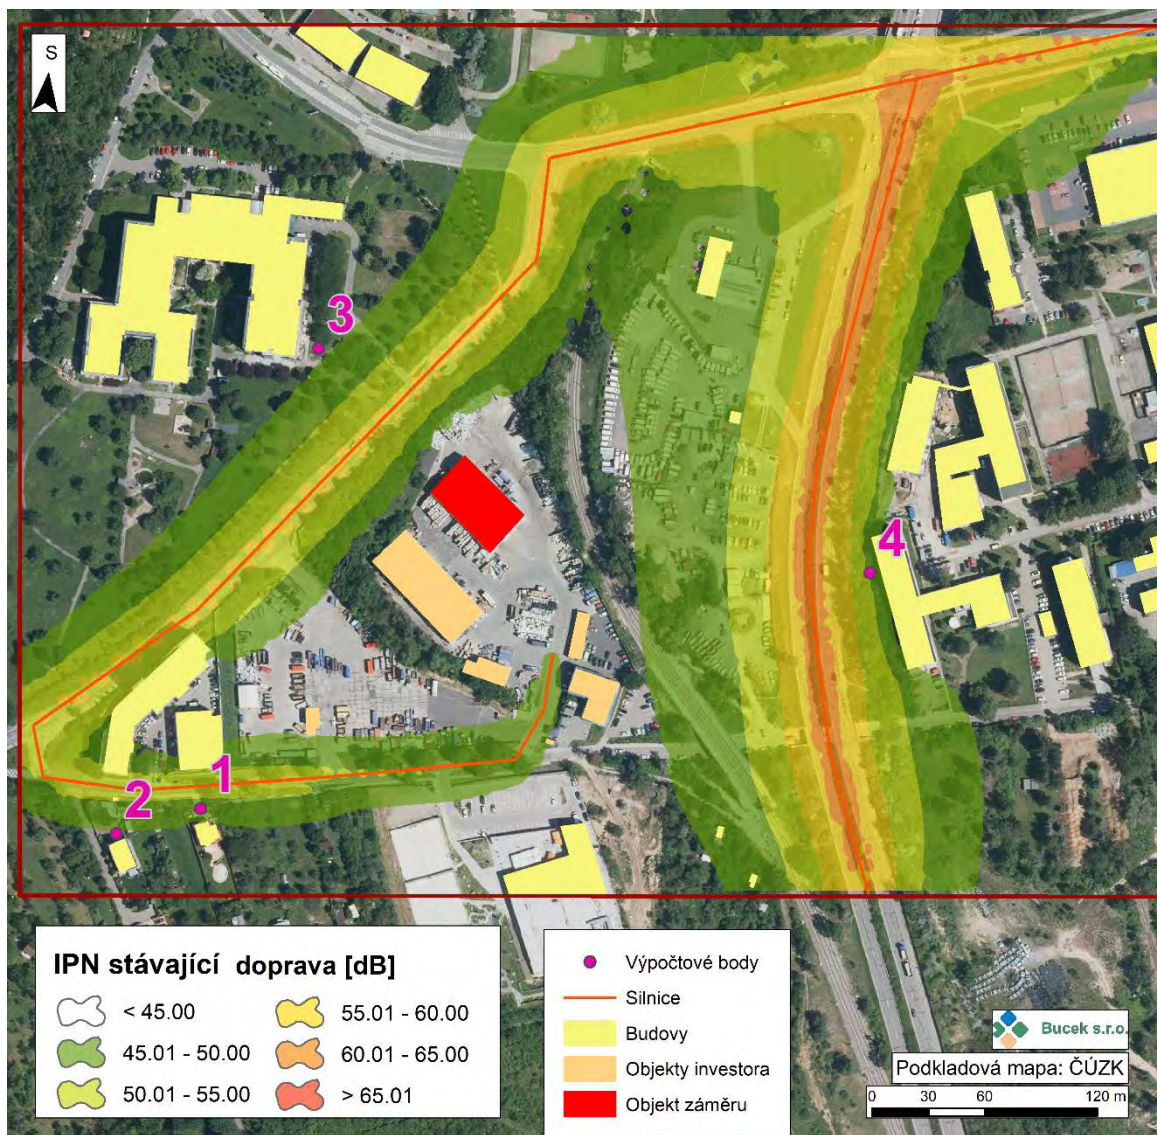 S
3
4
1
2
IPN stávající doprava [dB]
< 45.00
45.01 - 50.00
50.01 - 55.00
55.01 - 60.00
60.01 - 65.00
> 65.01
Výpočtové body
Silnice
Budovy
Objekty investora
Objekt záměru
Bucek s.r.o.
Podkladová mapa: ČÚZK
0 30 60 120 m